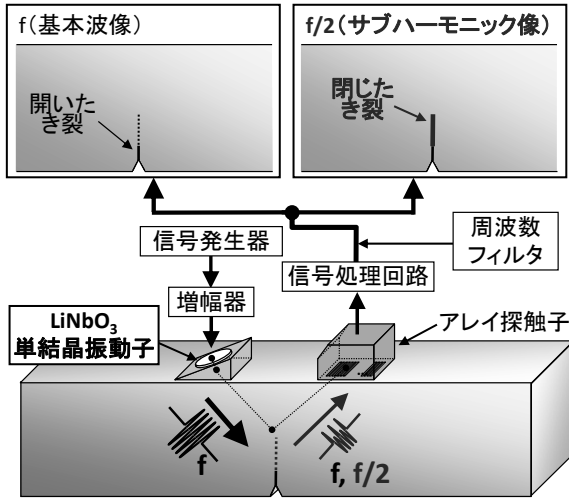 f(基本波像)
開いた
き裂
f/2(サブハーモニック像)
閉じた
き裂
信号発生器
周波数
フィルタ
増幅器
信号処理回路
LiNbO₃
単結晶振動子
アレイ探触子
f
f, f/2